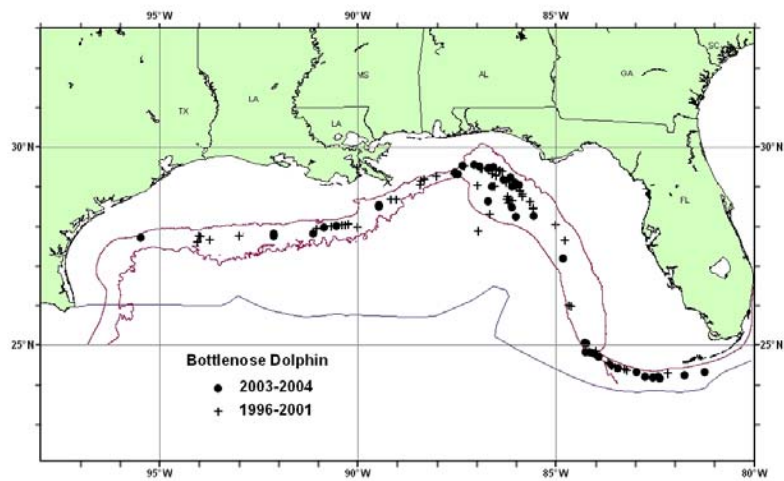 95°W 90°W 85°W 80°W
SC
MS AL GA
TX LA
LA
30°N 30°N
FL
25°N 25°N
Bottlenose Dolphin
2003-2004
1996-2001
95°W 90°W 85°W 80°W